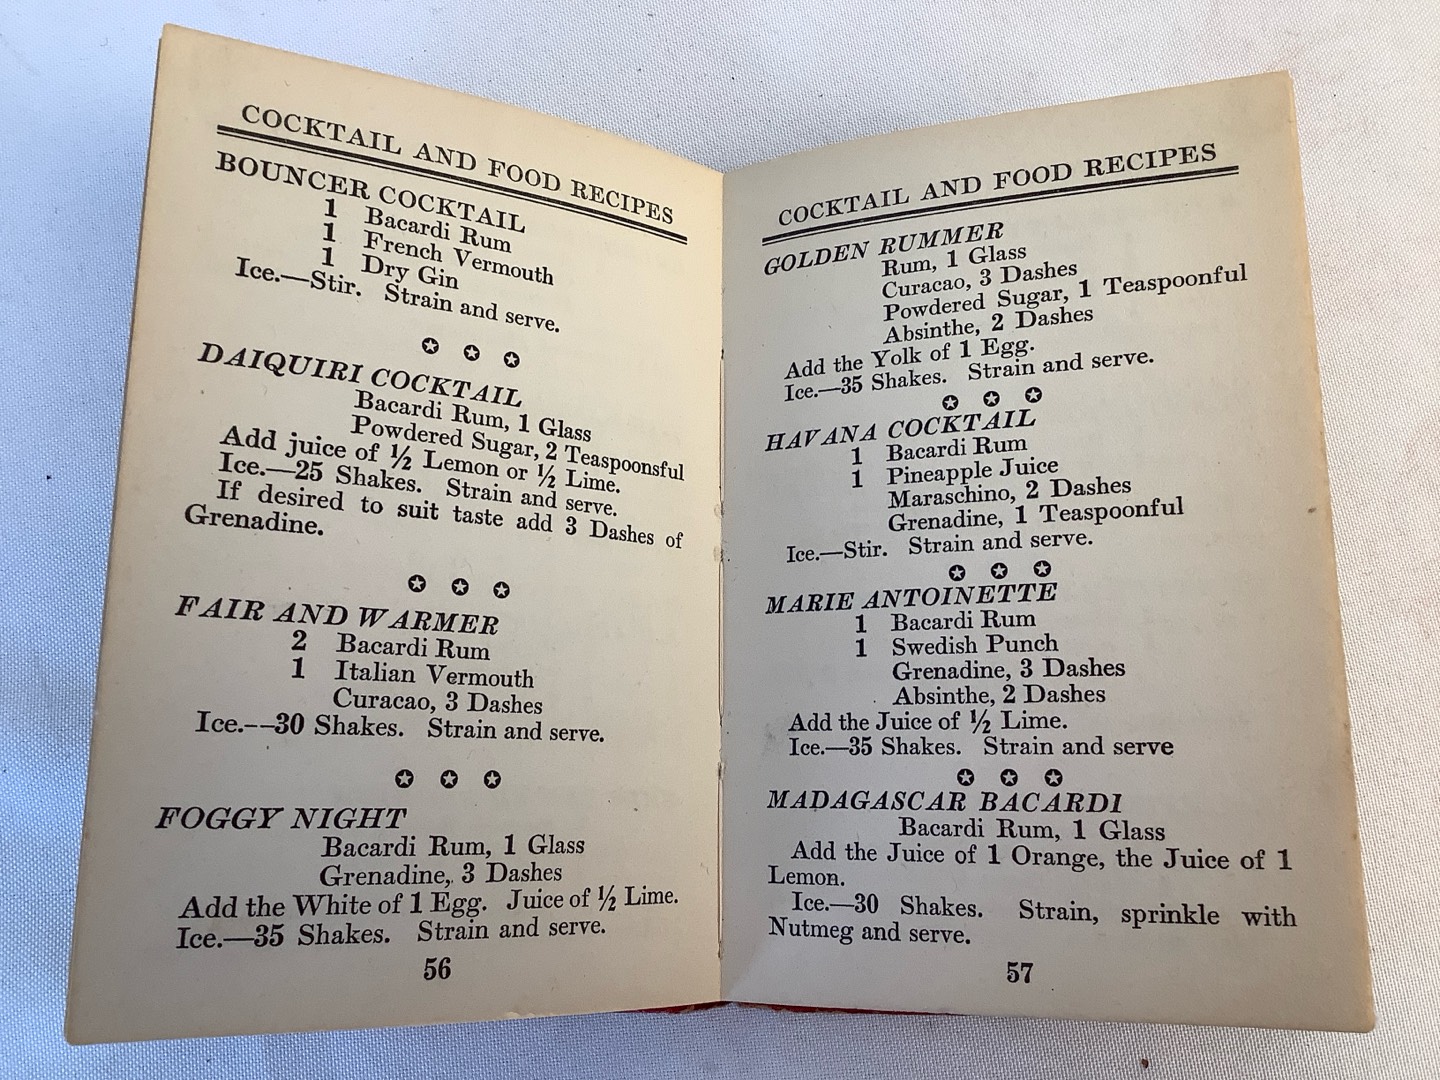 COCKTAIL AND FOOD RECIPES
BOUNCER COCKTAIL
1 Bacardi Rum
1 French Vermouth
1 Dry Gin
Ice.—Stir. Strain and serve.
DAIQUIRI COCKTAIL
Bacardi Rum, 1 Glass
Powdered Sugar, 2 Teaspoonsful
Add juice of ½ Lemon or ½ Lime.
Ice.—25 Shakes. Strain and serve.
If desired to suit taste add 3 Dashes of
Grenadine.
FAIR AND WARMER
2 Bacardi Rum
1 Italian Vermouth
Curacao, 3 Dashes
Ice.--30 Shakes. Strain and serve.
FOGGY NIGHT
Bacardi Rum, 1 Glass
Grenadine, 3 Dashes
Add the White of 1 Egg. Juice of ½ Lime.
Ice.—35 Shakes. Strain and serve.
56
COCKTAIL AND FOOD RECIPES
GOLDEN RUMMER
Rum, 1 Glass
Curacao, 3 Dashes
Powdered Sugar, 1 Teaspoonful
Absinthe, 2 Dashes
Add the Yolk of 1 Egg.
Ice.—35 Shakes. Strain and serve.
HAVANA COCKTAIL
1 Bacardi Rum
1 Pineapple Juice
Maraschino, 2 Dashes
Grenadine, 1 Teaspoonful
Ice.—Stir. Strain and serve.
MARIE ANTOINETTE
1 Bacardi Rum
1 Swedish Punch
Grenadine, 3 Dashes
Absinthe, 2 Dashes
Add the Juice of ½ Lime.
Ice.—35 Shakes. Strain and serve
MADAGASCAR BACARDI
Bacardi Rum, 1 Glass
Add the Juice of 1 Orange, the Juice of 1
Lemon.
Ice.—30 Shakes. Strain, sprinkle with
Nutmeg and serve.
57